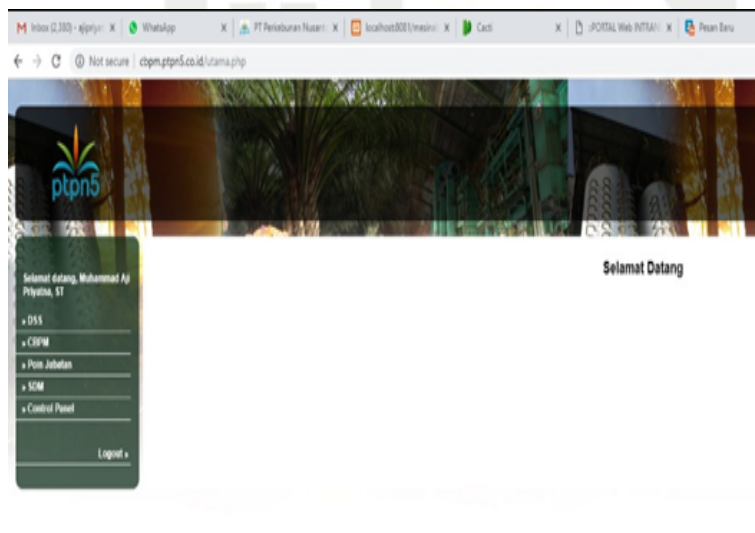 Inbox (2,380) - ajipriyat
WhatsApp
PT Perkebunan Nusant
localhost:8081/mesina
Cacti
:PORTAL Web INTRAN
Pesan Baru
Not secure | cbpm.ptpn5.co.id/utama.php
ptpn5
Selamat Datang
Selamat datang, Muhammad Aji
Priyatna, ST
» DSS
» CBPM
» Poin Jabatan
» SDM
» Control Panel
Logout »